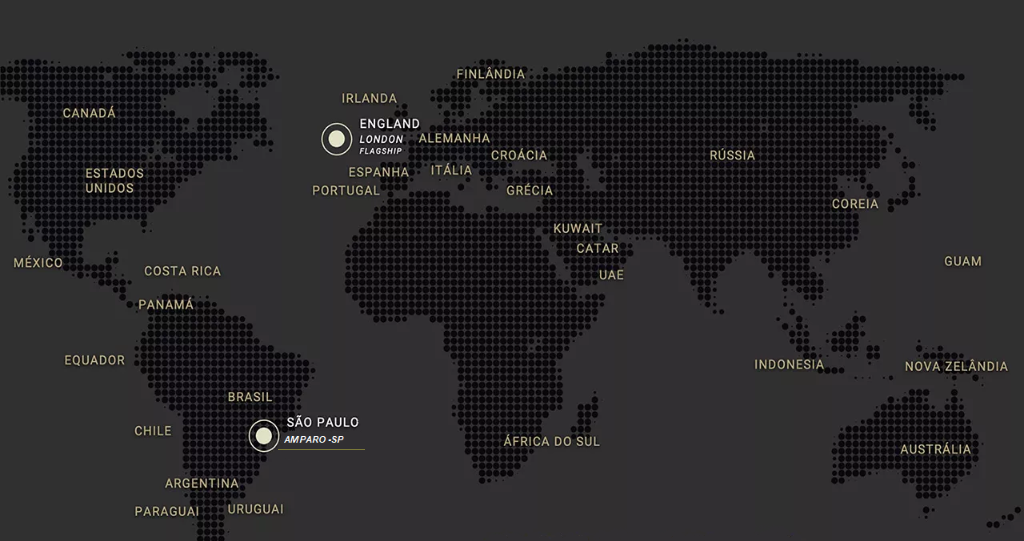 FINLÂNDIA
IRLANDA
CANADÁ
ENGLAND
LONDON
FLAGSHIP
ALEMANHA
CROÁCIA
RÚSSIA
ESTADOS
UNIDOS
ESPANHA
ITÁLIA
PORTUGAL
GRÉCIA
COREIA
KUWAIT
CATAR
MÉXICO
COSTA RICA
UAE
GUAM
PANAMÁ
EQUADOR
INDONESIA
NOVA ZELÂNDIA
BRASIL
SÃO PAULO
AMPARO -SP
CHILE
ÁFRICA DO SUL
AUSTRÁLIA
ARGENTINA
PARAGUAI
URUGUAI